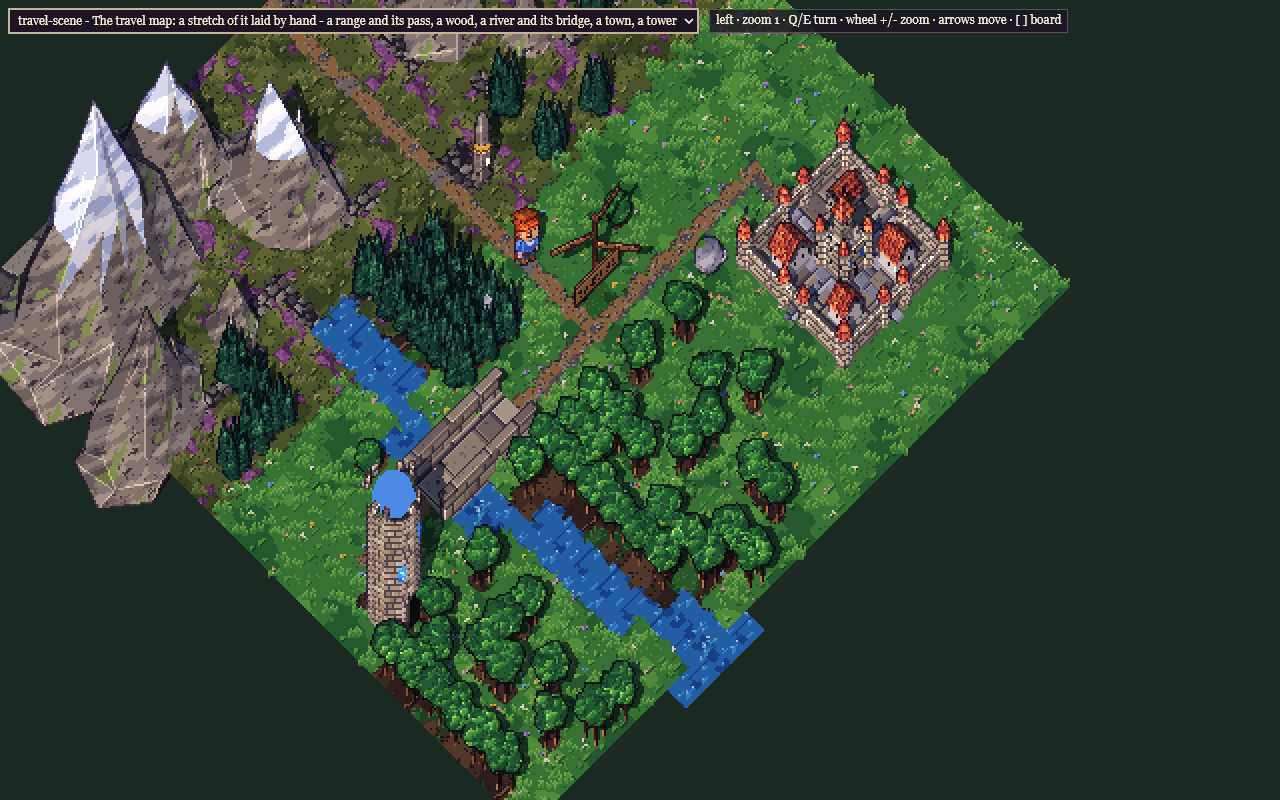 travel-scene - The travel map: a stretch of it laid by hand - a range and its pass, a wood, a river and its bridge, a town, a tower
left · zoom 1 · Q/E turn · wheel +/- zoom · arrows move · [ ] board